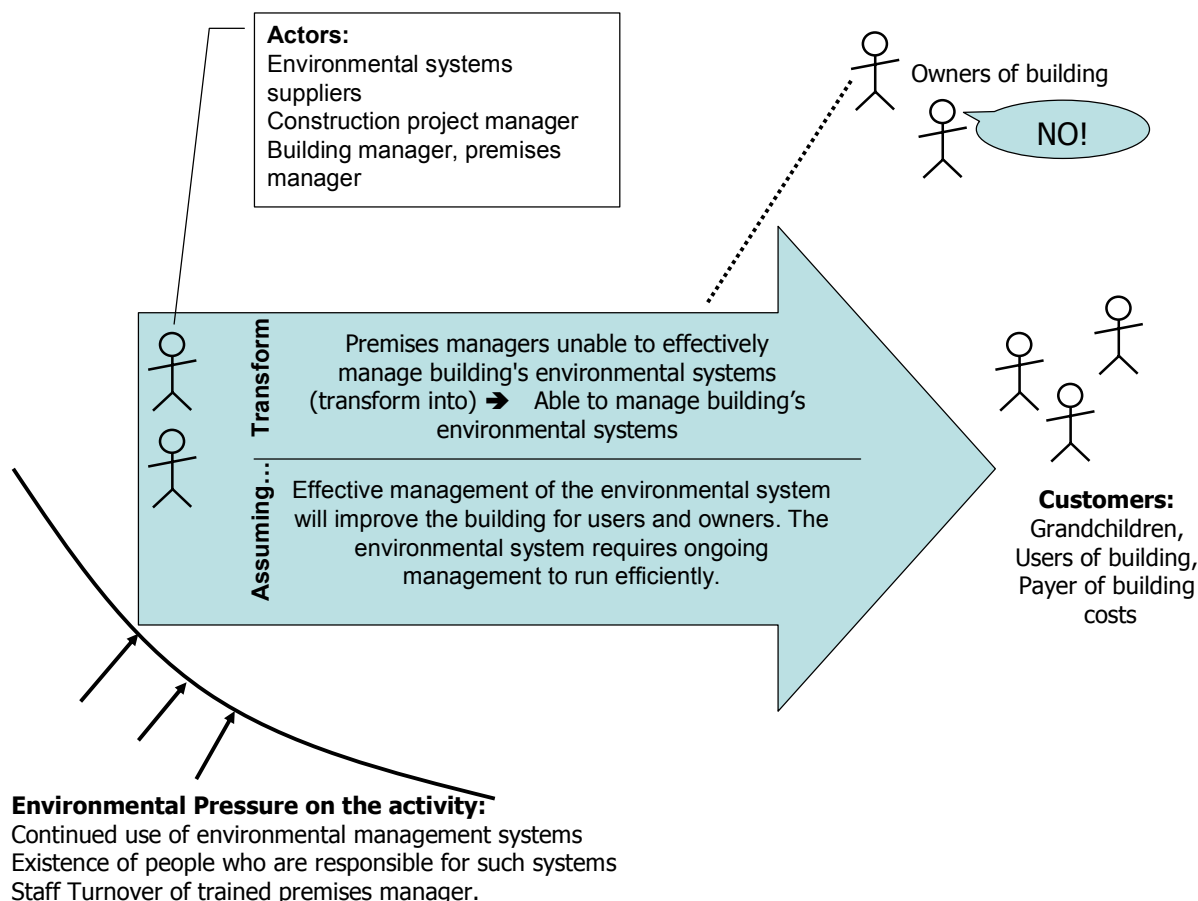 Actors:
Environmental systems
suppliers
Construction project manager
Building manager, premises
manager
Owners of building
NO!
Transform
Premises managers unable to effectively
manage building's environmental systems
(transform into) ➔ Able to manage building’s
environmental systems
Assuming...
Effective management of the environmental system
will improve the building for users and owners. The
environmental system requires ongoing
management to run efficiently.
Customers:
Grandchildren,
Users of building,
Payer of building
costs
Environmental Pressure on the activity:
Continued use of environmental management systems
Existence of people who are responsible for such systems
Staff Turnover of trained premises manager.